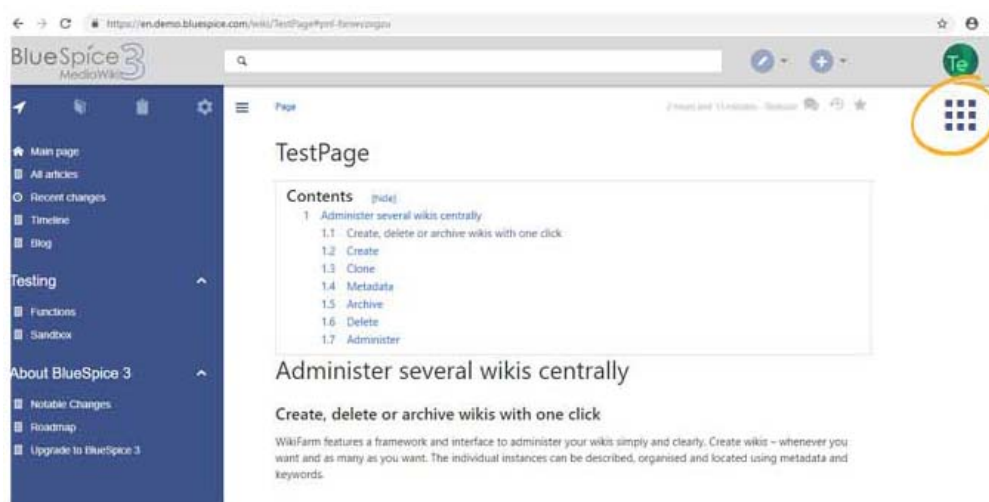 https://en.demo.bluespice.com/wiki/TestPage
BlueSpice 3
MediaWiki
Te
Page
Main page
All articles
Recent changes
Timeline
Blog
Testing
Functions
Sandbox
About BlueSpice 3
Notable Changes
Roadmap
Upgrade to BlueSpice 3
TestPage
Contents [hide]
1 Administer several wikis centrally
1.1 Create, delete or archive wikis with one click
1.2 Create
1.3 Clone
1.4 Metadata
1.5 Archive
1.6 Delete
1.7 Administer
Administer several wikis centrally
Create, delete or archive wikis with one click
WikiFarm features a framework and interface to administer your wikis simply and clearly. Create wikis – whenever you
want and as many as you want. The individual instances can be described, organised and located using metadata and
keywords.